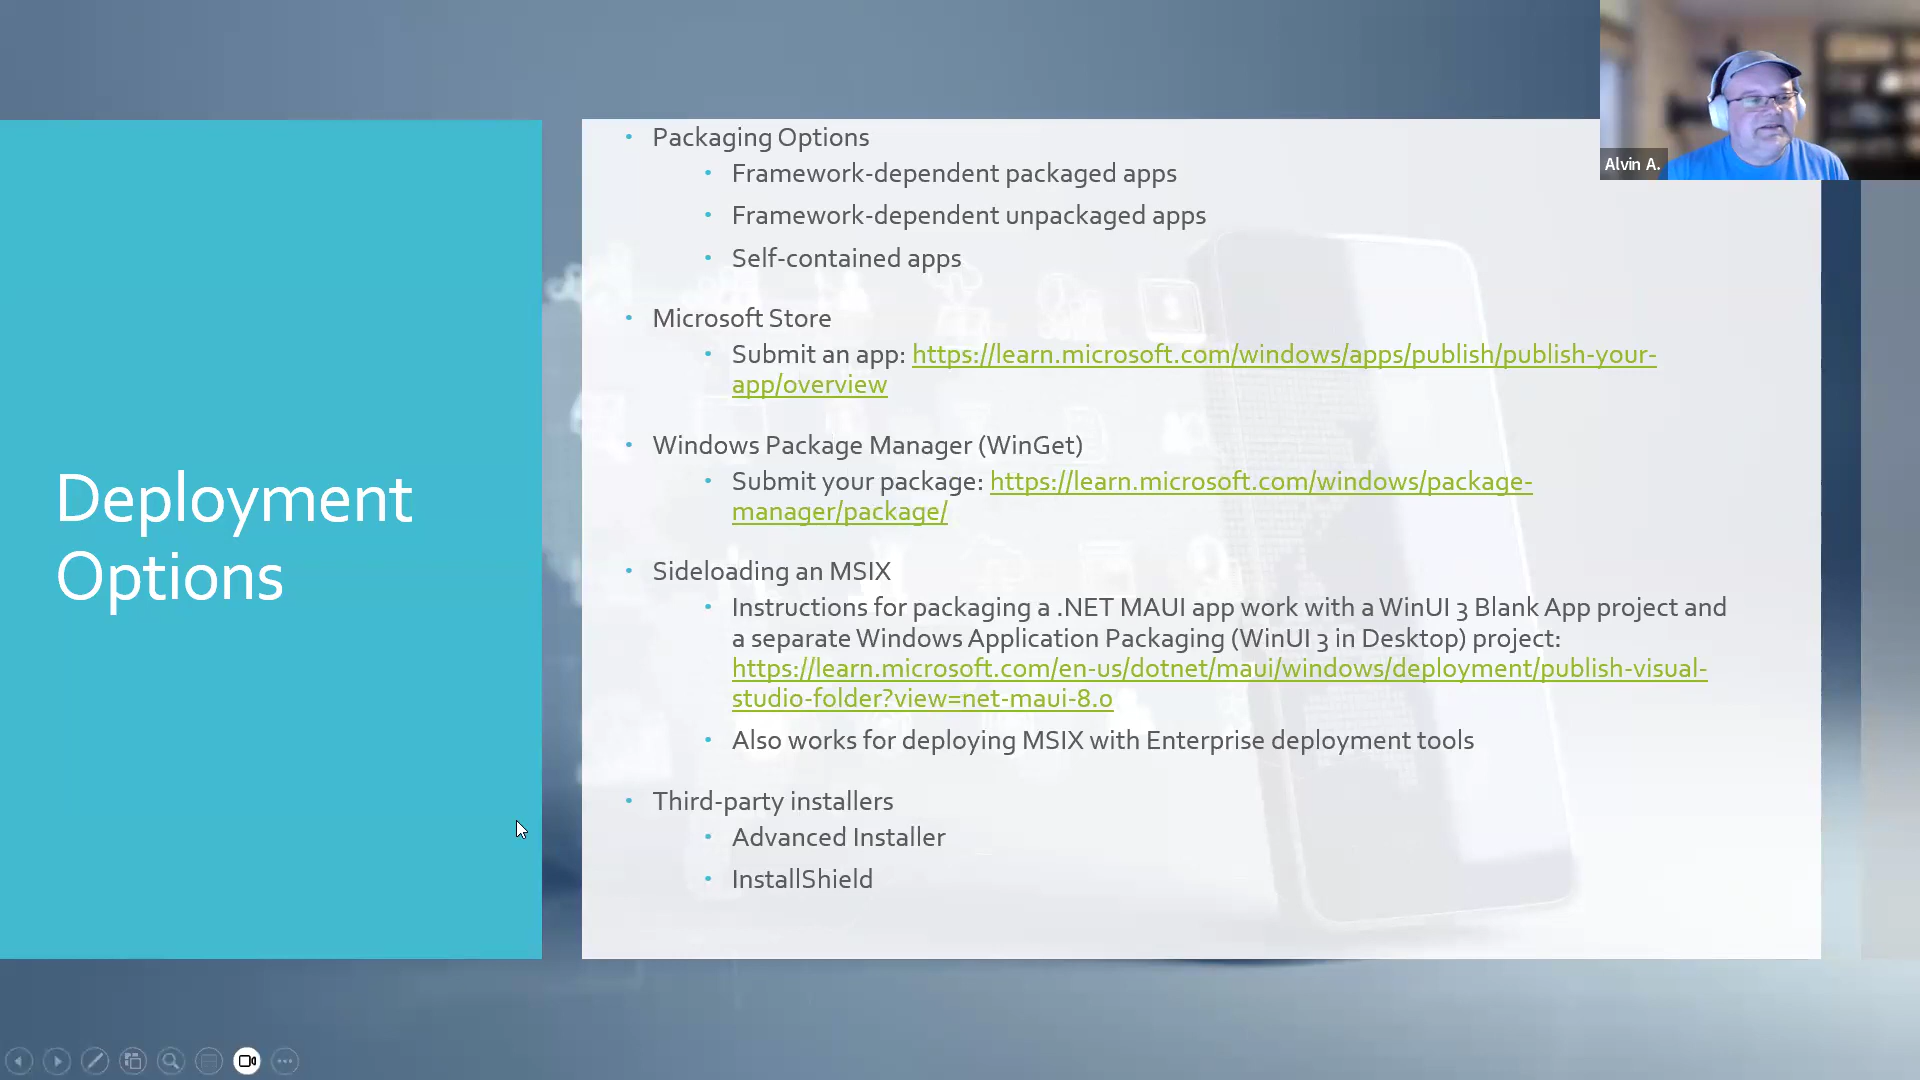 Alvin A.
Deployment
Options
• Packaging Options
• Framework-dependent packaged apps
• Framework-dependent unpackaged apps
• Self-contained apps
• Microsoft Store
• Submit an app: https://learn.microsoft.com/windows/apps/publish/publish-your-
app/overview
• Windows Package Manager (WinGet)
• Submit your package: https://learn.microsoft.com/windows/package-
manager/package/
• Sideloading an MSIX
• Instructions for packaging a .NET MAUI app work with a WinUI 3 Blank App project and
a separate Windows Application Packaging (WinUI 3 in Desktop) project:
https://learn.microsoft.com/en-us/dotnet/maui/windows/deployment/publish-visual-
studio-folder?view=net-maui-8.0
• Also works for deploying MSIX with Enterprise deployment tools
• Third-party installers
• Advanced Installer
• InstallShield